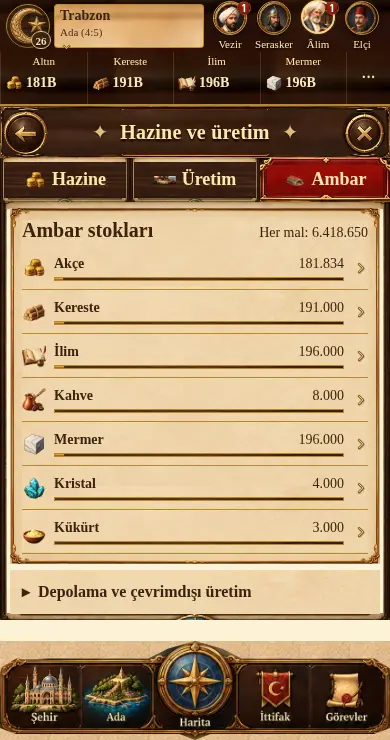 26
Trabzon
Ada (4:5)
1
1
Vezir
Serasker
Âlim
Elçi
Altın
Kereste
İlim
Mermer
181B
191B
196B
196B
...
Hazine ve üretim
Hazine
Üretim
Ambar
Ambar stokları
Her mal: 6.418.650
Akçe
181.834
Kereste
191.000
İlim
196.000
Kahve
8.000
Mermer
196.000
Kristal
4.000
Kükürt
3.000
Depolama ve çevrimdışı üretim
Şehir
Ada
Harita
İttifak
Görevler